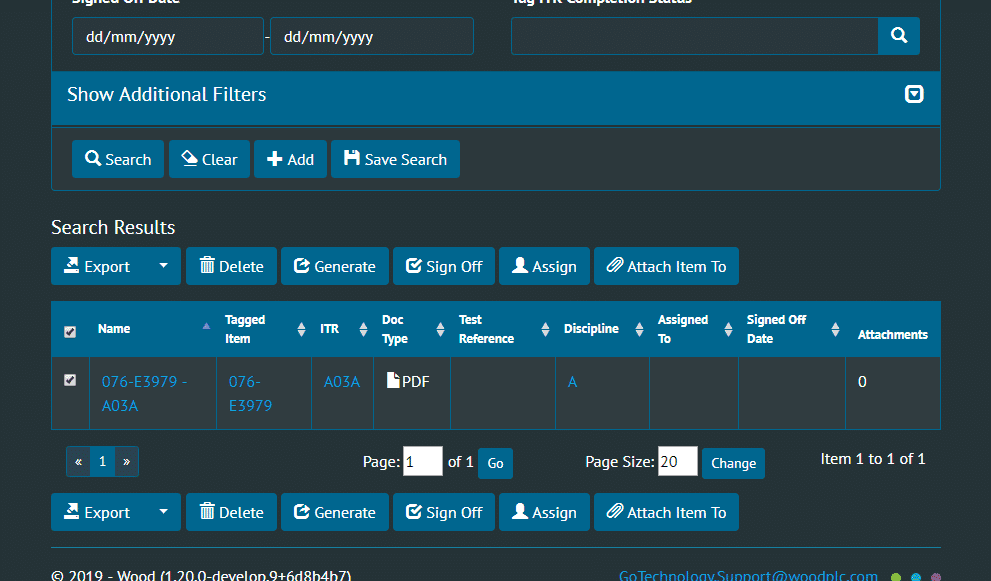 Signed Off Date Tag ITR Completion Status
dd/mm/yyyy - dd/mm/yyyy
Show Additional Filters
Search Clear Add Save Search
Search Results
Export Delete Generate Sign Off Assign Attach Item To
Name Tagged Item ITR Doc Type Test Reference Discipline Assigned To Signed Off Date Attachments
076-E3979 - A03A 076-E3979 A03A PDF A 0
« 1 » Page: 1 of 1 Go Page Size: 20 Change Item 1 to 1 of 1
Export Delete Generate Sign Off Assign Attach Item To
© 2019 - Wood (1.20.0-develop.9+6d8b4b7) GoTechnology.Support@woodplc.com